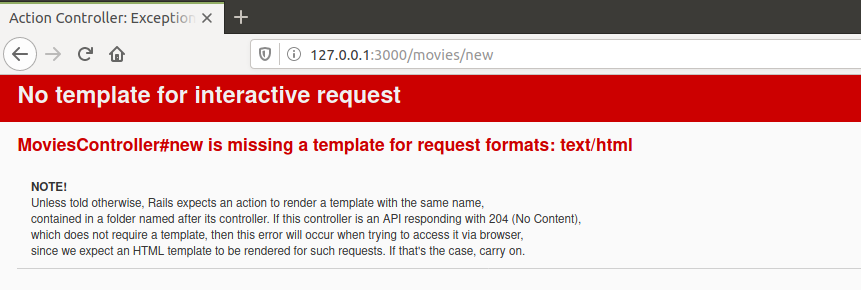 Action Controller: Exception
127.0.0.1:3000/movies/new
No template for interactive request
MoviesController#new is missing a template for request formats: text/html
NOTE!
Unless told otherwise, Rails expects an action to render a template with the same name,
contained in a folder named after its controller. If this controller is an API responding with 204 (No Content),
which does not require a template, then this error will occur when trying to access it via browser,
since we expect an HTML template to be rendered for such requests. If that's the case, carry on.